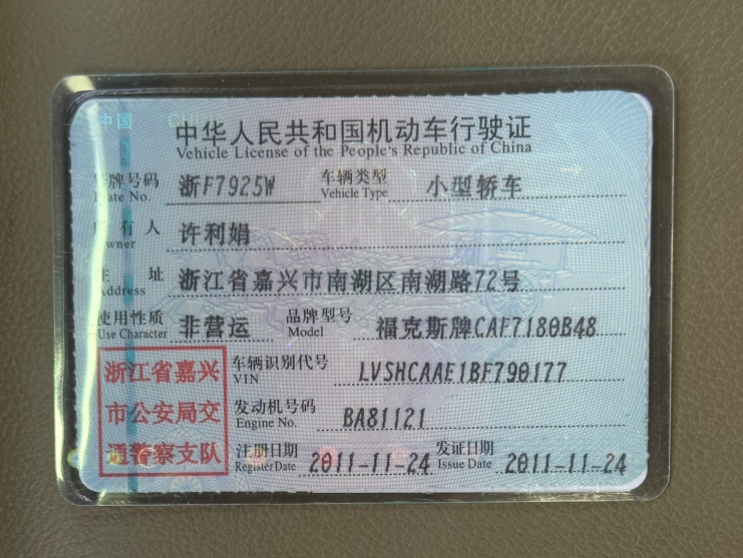 中国
中华人民共和国机动车行驶证
Vehicle License of the People's Republic of China
号牌号码 浙F7925W 车辆类型 小型轿车
Plate No. Vehicle Type
所有人 许利娟
Owner
住址 浙江省嘉兴市南湖区南湖路72号
Address
使用性质 非营运 品牌型号 福克斯牌CAF7180B48
Use Character Model
浙江省嘉兴
市公安局交
通警察支队
车辆识别代号 LVSHCAAE1BF790177
VIN
发动机号码 BA81121
Engine No.
注册日期 2011-11-24 发证日期 2011-11-24
Register Date Issue Date